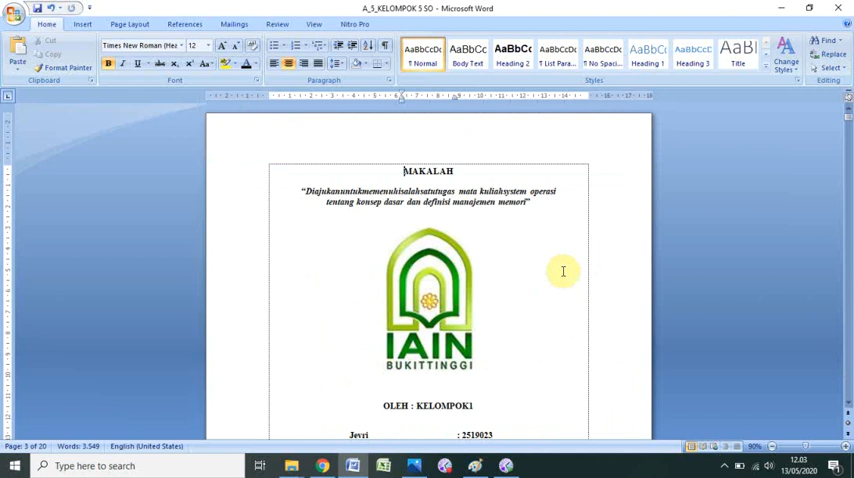 A_5_KELOMPOK 5 SO - Microsoft Word
Home Insert Page Layout References Mailings Review View Nitro Pro
Cut
Copy
Format Painter
Paste
Clipboard
Times New Roman (Hea 12
Font
Paragraph
AaBbCcDc AaBbCc AaBbCc AaBbCcDd AaBbCcDc AaBbCc AaBbCcI AaBl
¶ Normal Body Text Heading 2 ¶ List Para... ¶ No Spaci... Heading 1 Heading 3 Title
Change Styles
Styles
Find
Replace
Select
Editing
MAKALAH
“Diajukanuntukmemenuhisalahsatutugas mata kuliahsystem operasi
tentang konsep dasar dan definisi manajemen memori”
IAIN
BUKITTINGGI
OLEH : KELOMPOK1
Jevri : 2519023
Page: 3 of 20 Words: 3.549 English (United States) 90%
Type here to search
12.03
13/05/2020